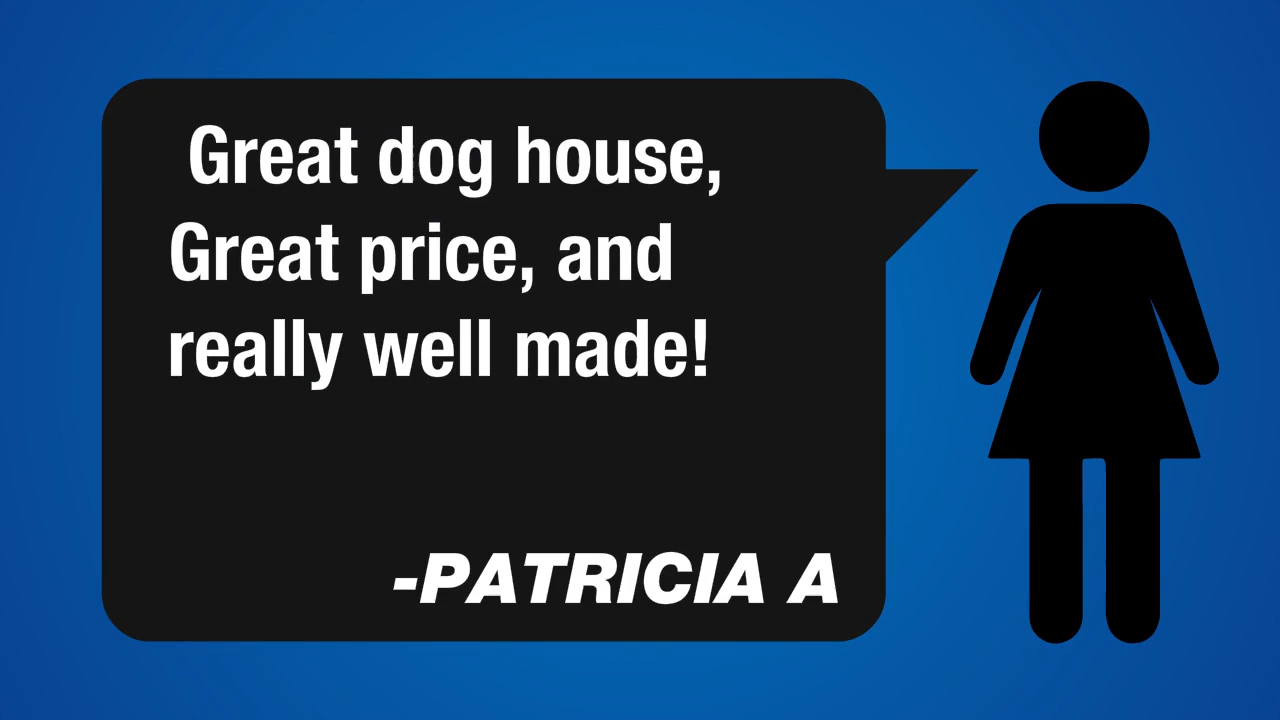 Great dog house,
Great price, and
really well made!
-PATRICIA A